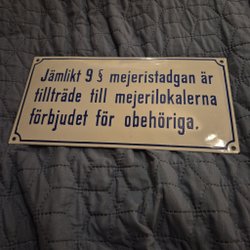 Jämlikt 9 § mejeristadgan är
tillträde till mejerilokalerna
förbjudet för obehöriga.